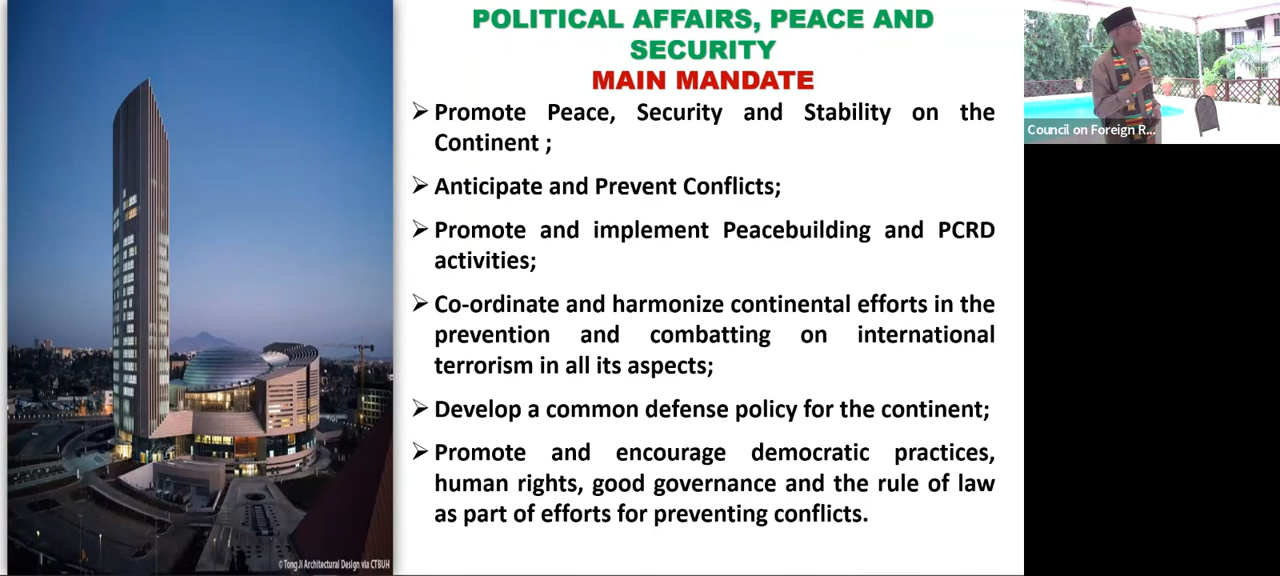 POLITICAL AFFAIRS, PEACE AND
SECURITY
MAIN MANDATE
➢ Promote Peace, Security and Stability on the
Continent ;
➢ Anticipate and Prevent Conflicts;
➢ Promote and implement Peacebuilding and PCRD
activities;
➢ Co-ordinate and harmonize continental efforts in the
prevention and combatting on international
terrorism in all its aspects;
➢ Develop a common defense policy for the continent;
➢ Promote and encourage democratic practices,
human rights, good governance and the rule of law
as part of efforts for preventing conflicts.
© Tong Ji Architectural Design via CTBUH
Council on Foreign R...